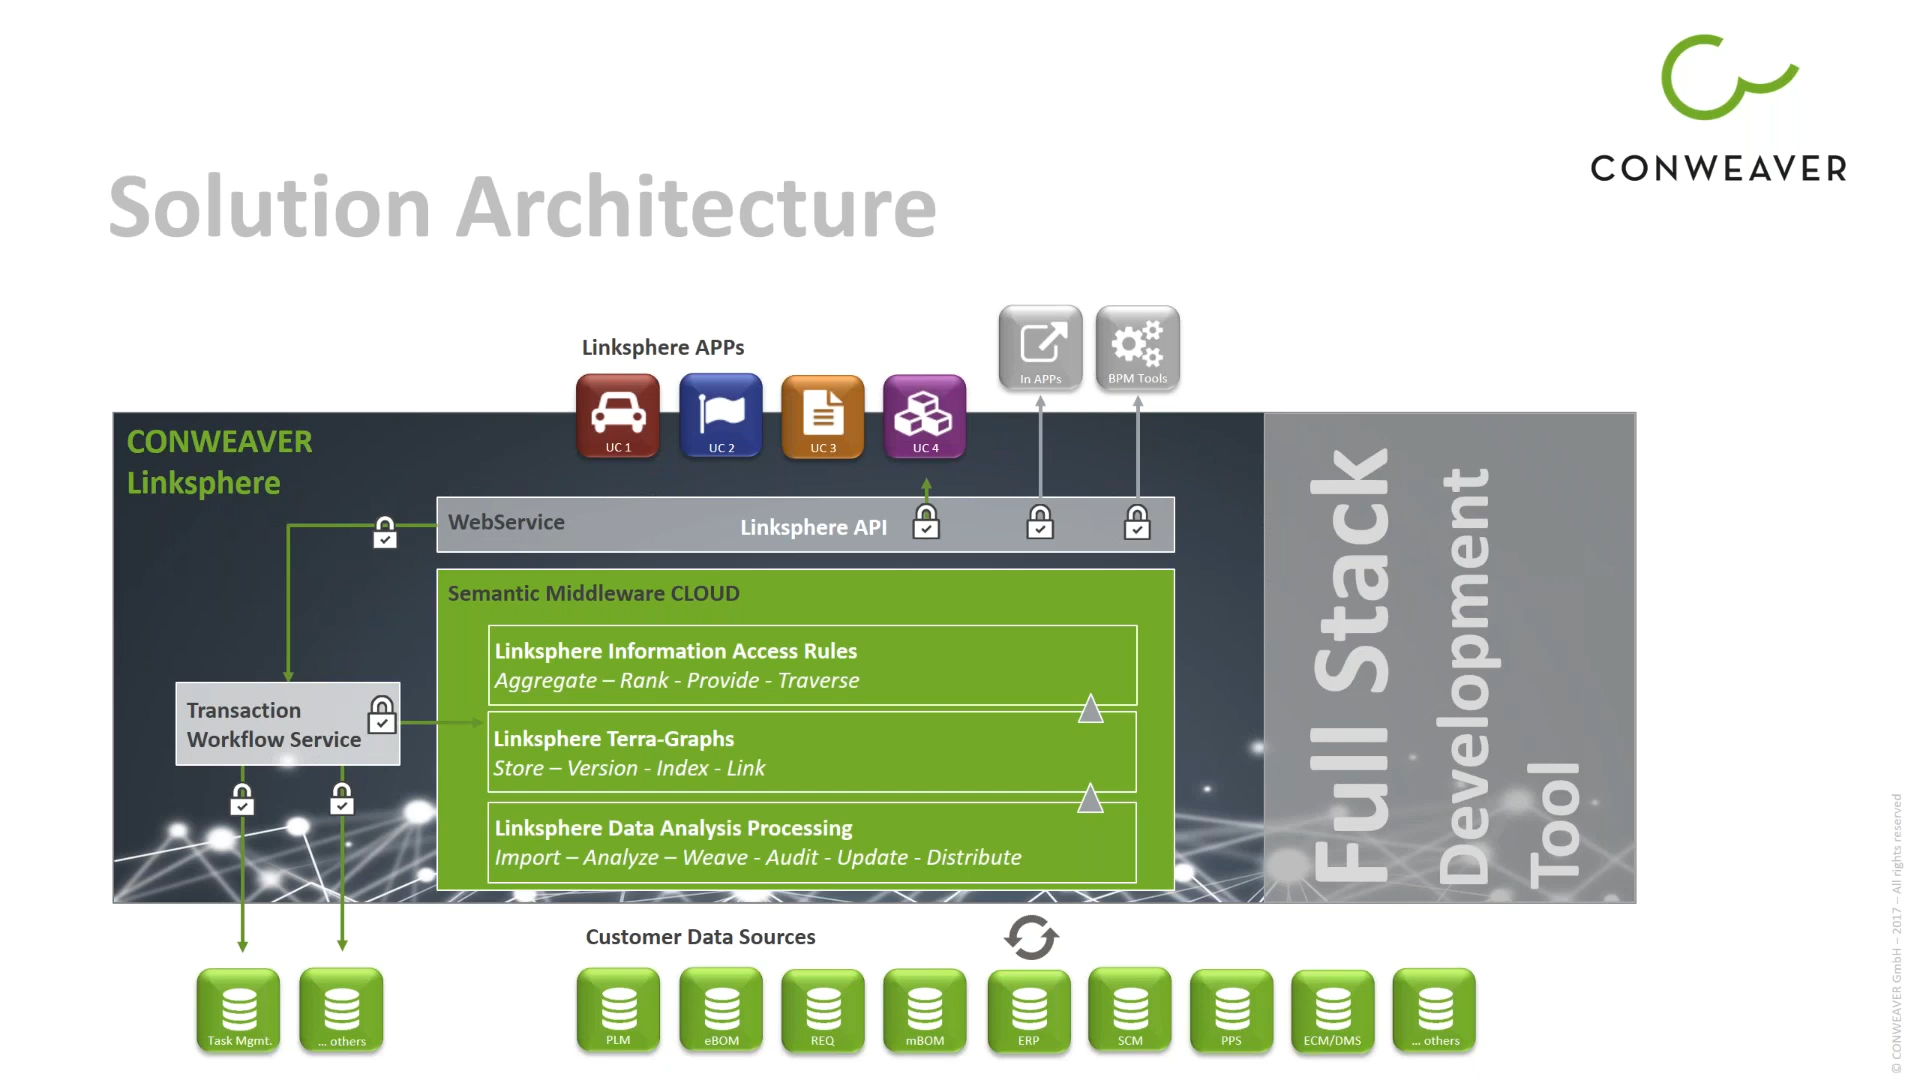 CONWEAVER
Solution Architecture
Linksphere APPs
In APPs
BPM Tools
UC 1
UC 2
UC 3
UC 4
CONWEAVER
Linksphere
WebService
Linksphere API
Semantic Middleware CLOUD
Linksphere Information Access Rules
Aggregate – Rank - Provide - Traverse
Transaction
Workflow Service
Linksphere Terra-Graphs
Store – Version - Index - Link
Linksphere Data Analysis Processing
Import – Analyze – Weave - Audit - Update - Distribute
Full Stack
Development
Tool
Customer Data Sources
Task Mgmt.
... others
PLM
eBOM
REQ
mBOM
ERP
SCM
PPS
ECM/DMS
... others
© CONWEAVER GmbH – 2017 – All rights reserved